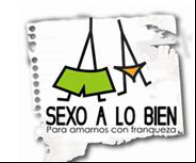 SEXO A LO BIEN
Para amarnos con franqueza